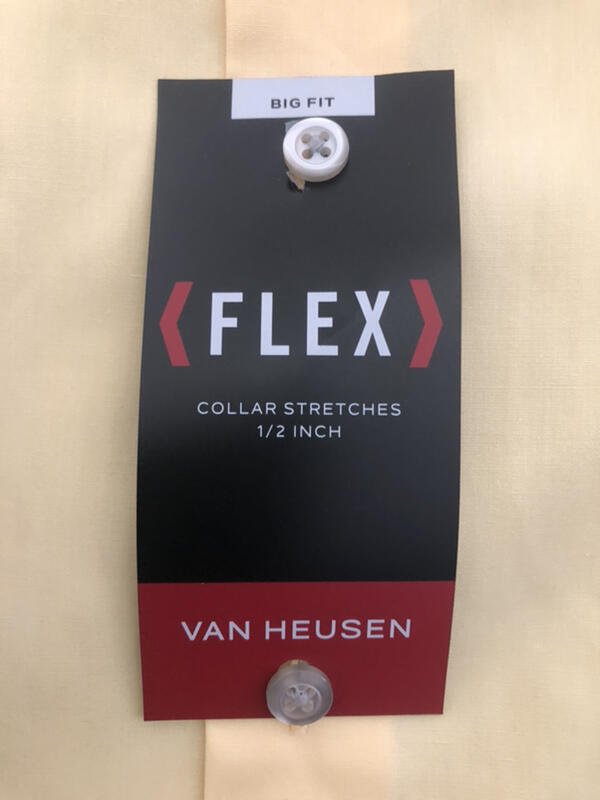 BIG FIT
FLEX
COLLAR STRETCHES
1/2 INCH
VAN HEUSEN